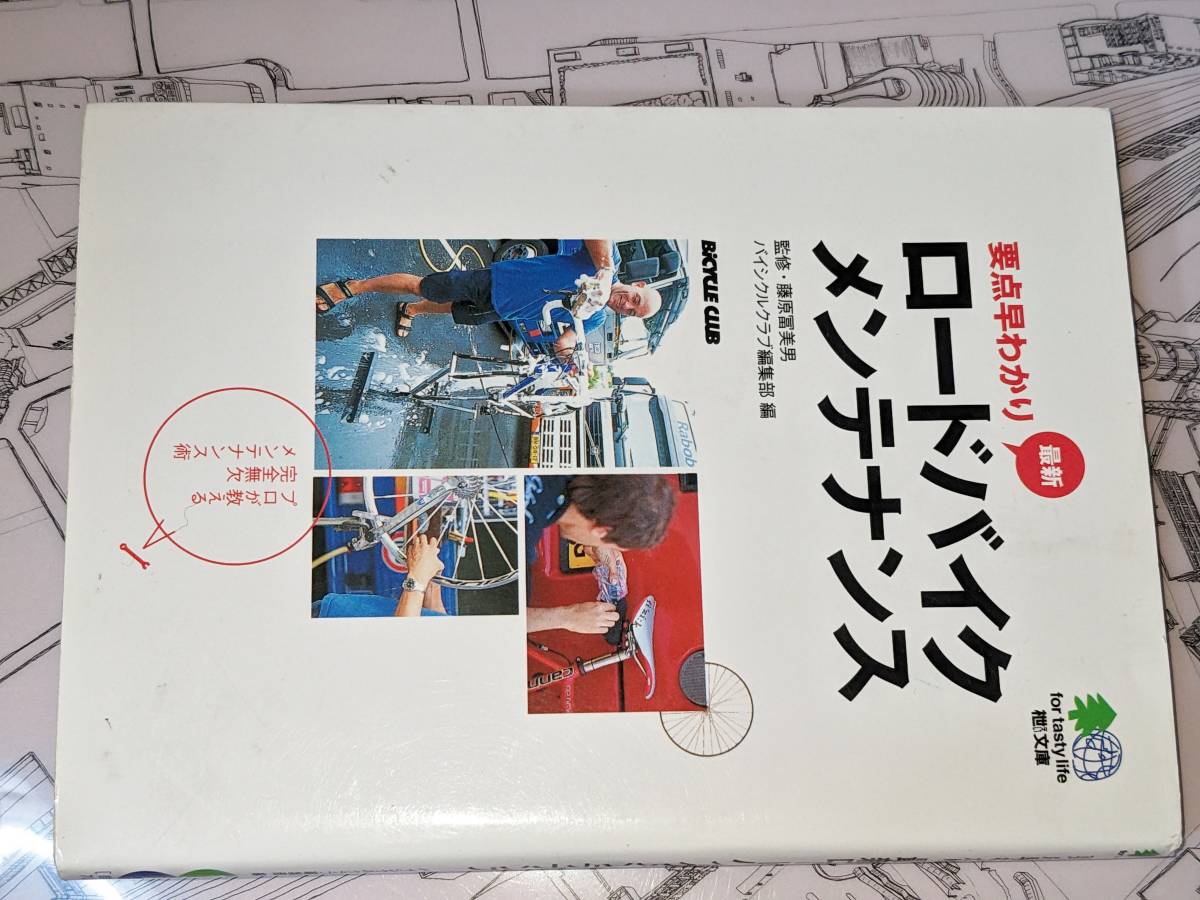 要点早わかり
最新
ロードバイク
メンテナンス
監修・藤原冨美男
バイシクルクラブ編集部 編
BiCYCLE CLUB
Rabob
cann
プロが教える
完全無欠
メンテナンス術
for tasty life
枻文庫